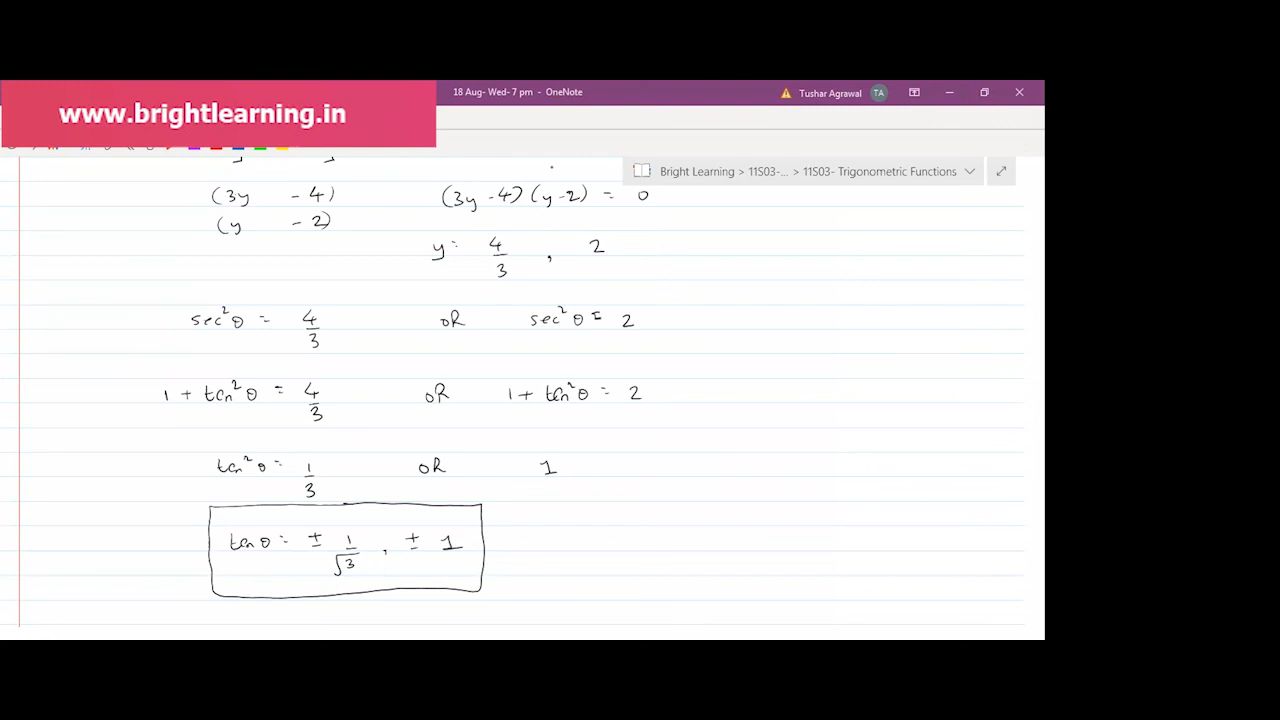 18 Aug- Wed- 7 pm - OneNote
Tushar Agrawal TA
www.brightlearning.in
Bright Learning > 11S03-... > 11S03- Trigonometric Functions
(3y - 4) (3y - 4) (y - 2) = 0
(y - 2)
y = 4/3 , 2
sec²θ = 4/3 OR sec²θ = 2
1 + tan²θ = 4/3 OR 1 + tan²θ = 2
tan²θ = 1/3 OR 1
tanθ = ± 1/√3 , ± 1